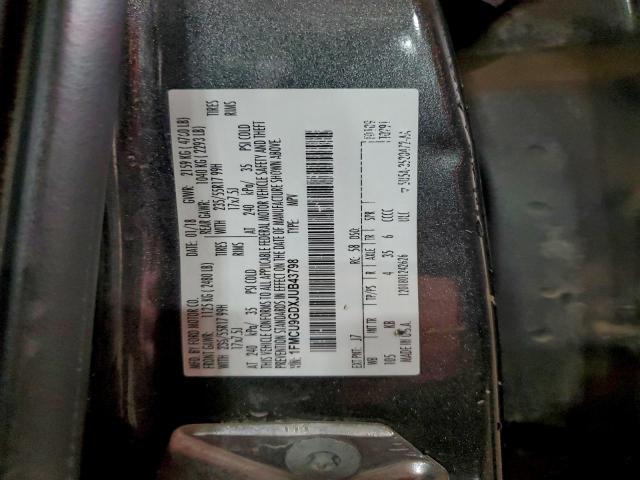 MFD. BY FORD MOTOR CO.
DATE: 01/18 GVWR: 2159 KG ( 4760 LB)
FRONT GAWR: 1125 KG (2480 LB) REAR GAWR: 1040 KG (2293 LB)
235/55R17 99H TIRES WITH 235/55R17 99H TIRES
17x7.5J RIMS 17x7.5J RIMS
AT 240 kPa/ 35 PSI COLD AT 240 kPa/ 35 PSI COLD
THIS VEHICLE CONFORMS TO ALL APPLICABLE FEDERAL MOTOR VEHICLE SAFETY AND THEFT
PREVENTION STANDARDS IN EFFECT ON THE DATE OF MANUFACTURE SHOWN ABOVE.
VIN: 1FMCU9GDXJUB43798 TYPE: MPV
EXT PNT: J7 RC: 58 DSO:
WB INT TR TP/PS R AXLE TR SPR
105 KB 4 35 6 CCCC
MADE IN U.S.A. UCL